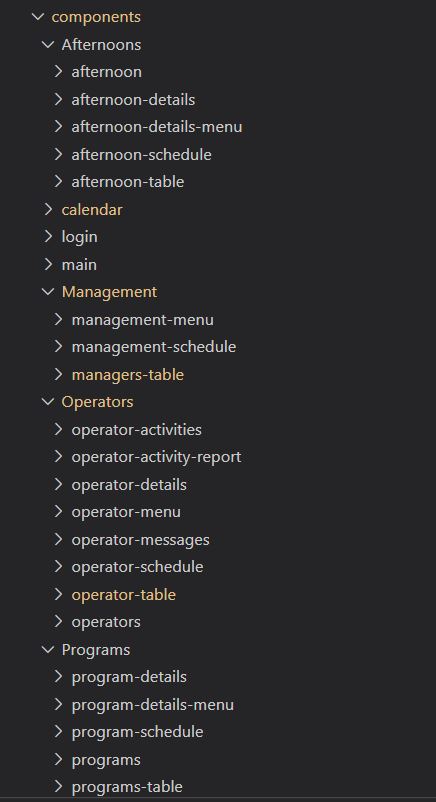 components
Afternoons
afternoon
afternoon-details
afternoon-details-menu
afternoon-schedule
afternoon-table
calendar
login
main
Management
management-menu
management-schedule
managers-table
Operators
operator-activities
operator-activity-report
operator-details
operator-menu
operator-messages
operator-schedule
operator-table
operators
Programs
program-details
program-details-menu
program-schedule
programs
programs-table